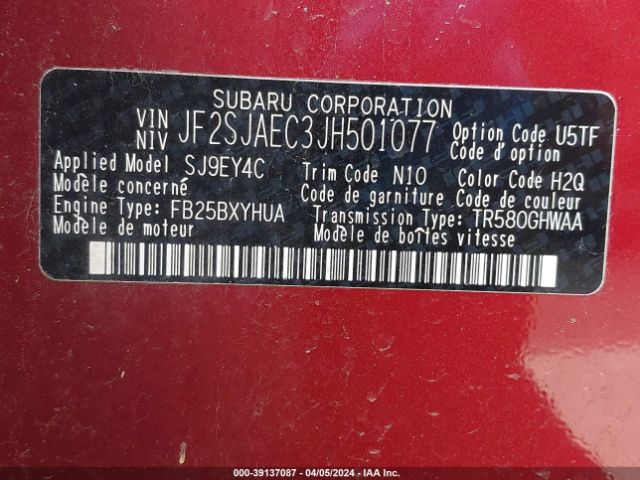 SUBARU CORPORATION
VIN NIV JF2SJAEC3JH501077 Option Code U5TF
Code d'option
Applied Model SJ9EY4C Trim Code N10 Color Code H2Q
Modèle concerné Code de garniture Code de couleur
Engine Type: FB25BXYHUA Transmission Type: TR580GHWAA
Modèle de moteur Modèle de boîtes vitesse
000-39137087 / 04/05/2024 - IAA Inc.